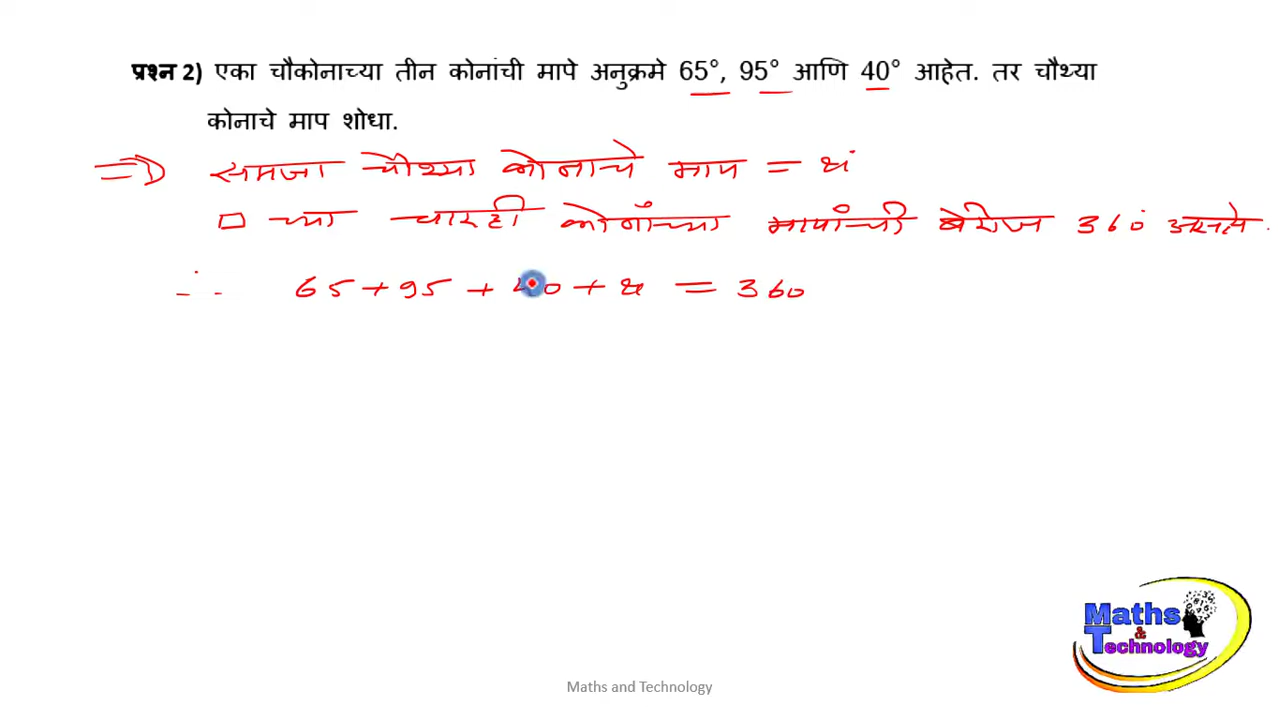 प्रश्न 2) एका चौकोनाच्या तीन कोनांची मापे अनुक्रमे 65°, 95° आणि 40° आहेत. तर चौथ्या
कोनाचे माप शोधा.
⇒ समजा चौथ्या कोनाचे माप = x°
□ च्या चारही कोनांच्या मापांची बेरीज 360° असते.
∴ 65 + 95 + 40 + x = 360
Maths
&
Technology
Maths and Technology